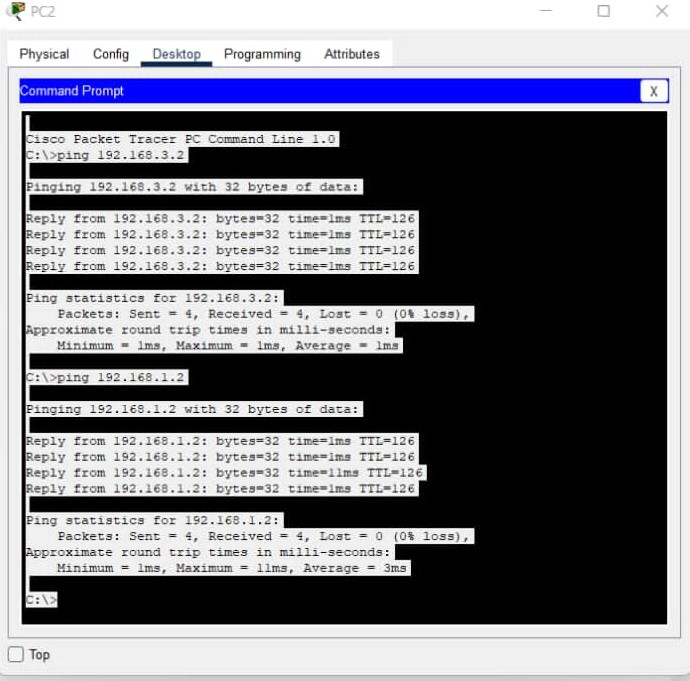 PC2
Physical Config Desktop Programming Attributes
Command Prompt X
Cisco Packet Tracer PC Command Line 1.0
C:\>ping 192.168.3.2
Pinging 192.168.3.2 with 32 bytes of data:
Reply from 192.168.3.2: bytes=32 time=1ms TTL=126
Reply from 192.168.3.2: bytes=32 time=1ms TTL=126
Reply from 192.168.3.2: bytes=32 time=1ms TTL=126
Reply from 192.168.3.2: bytes=32 time=1ms TTL=126
Ping statistics for 192.168.3.2:
Packets: Sent = 4, Received = 4, Lost = 0 (0% loss),
Approximate round trip times in milli-seconds:
Minimum = 1ms, Maximum = 1ms, Average = 1ms
C:\>ping 192.168.1.2
Pinging 192.168.1.2 with 32 bytes of data:
Reply from 192.168.1.2: bytes=32 time=1ms TTL=126
Reply from 192.168.1.2: bytes=32 time=1ms TTL=126
Reply from 192.168.1.2: bytes=32 time=11ms TTL=126
Reply from 192.168.1.2: bytes=32 time=1ms TTL=126
Ping statistics for 192.168.1.2:
Packets: Sent = 4, Received = 4, Lost = 0 (0% loss),
Approximate round trip times in milli-seconds:
Minimum = 1ms, Maximum = 11ms, Average = 3ms
C:\>
Top